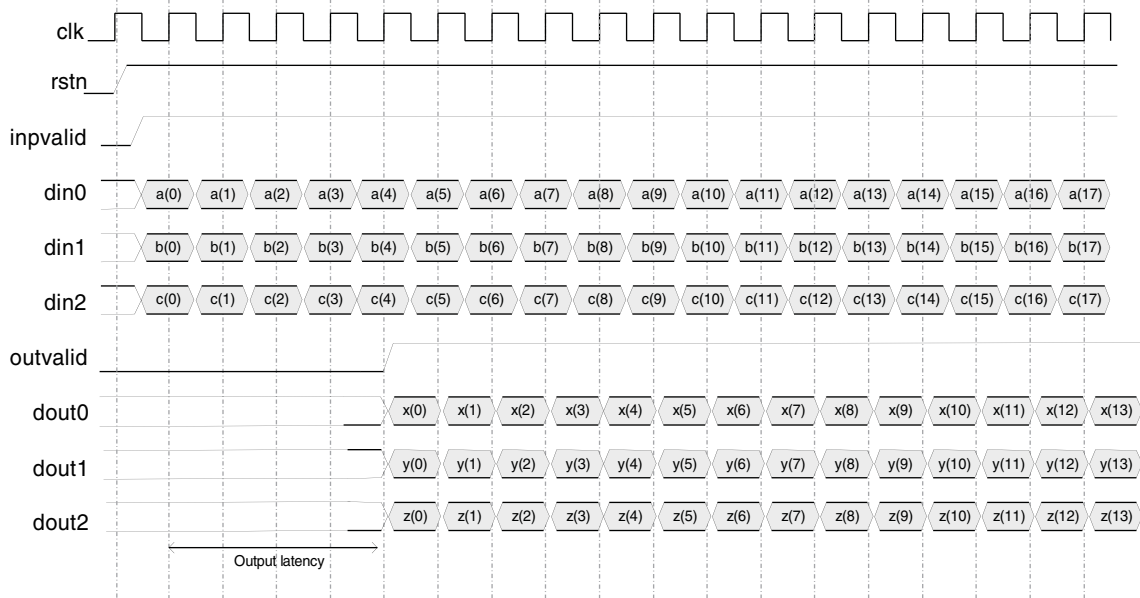 clk
rstn
inpvalid
din0 a(0) a(1) a(2) a(3) a(4) a(5) a(6) a(7) a(8) a(9) a(10) a(11) a(12) a(13) a(14) a(15) a(16) a(17)
din1 b(0) b(1) b(2) b(3) b(4) b(5) b(6) b(7) b(8) b(9) b(10) b(11) b(12) b(13) b(14) b(15) b(16) b(17)
din2 c(0) c(1) c(2) c(3) c(4) c(5) c(6) c(7) c(8) c(9) c(10) c(11) c(12) c(13) c(14) c(15) c(16) c(17)
outvalid
dout0 x(0) x(1) x(2) x(3) x(4) x(5) x(6) x(7) x(8) x(9) x(10) x(11) x(12) x(13)
dout1 y(0) y(1) y(2) y(3) y(4) y(5) y(6) y(7) y(8) y(9) y(10) y(11) y(12) y(13)
dout2 z(0) z(1) z(2) z(3) z(4) z(5) z(6) z(7) z(8) z(9) z(10) z(11) z(12) z(13)
Output latency